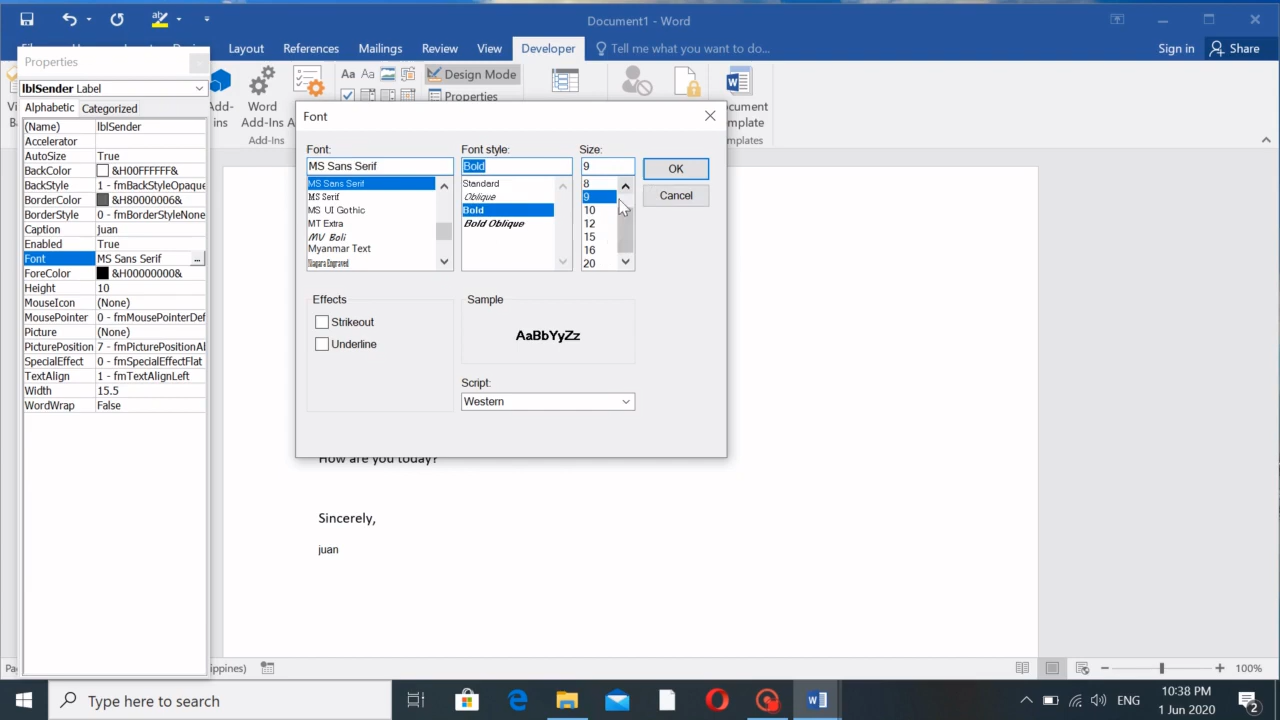 Document1 - Word
Layout References Mailings Review View Developer Tell me what you want to do... Sign in Share
Properties
lblSender Label
Alphabetic Categorized
(Name) lblSender
Accelerator
AutoSize True
BackColor &H00FFFFFF&
BackStyle 1 - fmBackStyleOpaque
BorderColor &H80000006&
BorderStyle 0 - fmBorderStyleNone
Caption juan
Enabled True
Font MS Sans Serif ...
ForeColor &H00000000&
Height 10
MouseIcon (None)
MousePointer 0 - fmMousePointerDef
Picture (None)
PicturePosition 7 - fmPicturePositionAl
SpecialEffect 0 - fmSpecialEffectFlat
TextAlign 1 - fmTextAlignLeft
Width 15.5
WordWrap False
Add-
ins
Word
Add-Ins
Add-Ins
Aa Aa
Design Mode
Properties
Font
Font:
MS Sans Serif
MS Sans Serif
MS Serif
MS UI Gothic
MT Extra
MV Boli
Myanmar Text
Niagara Engraved
Font style:
Bold
Standard
Oblique
Bold
Bold Oblique
Size:
9
8
9
10
12
15
16
20
OK
Cancel
Effects
Strikeout
Underline
Sample
AaBbYyZz
Script:
Western
How are you today?
Sincerely,
juan
100%
Type here to search
ENG
10:38 PM
1 Jun 2020
2